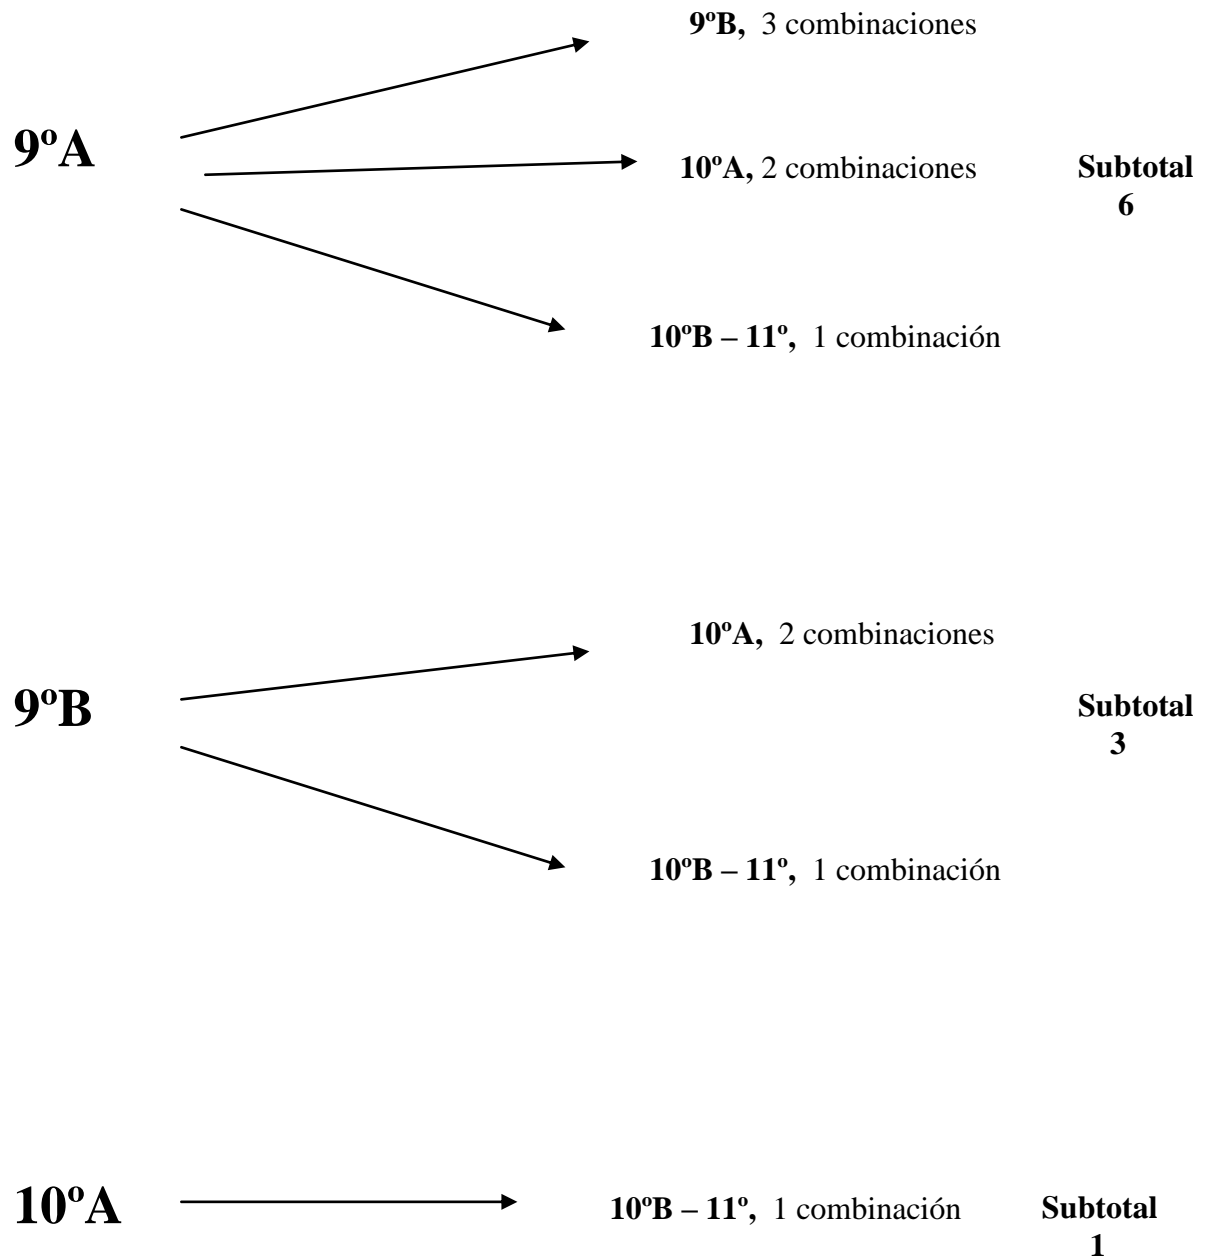 9ºB, 3 combinaciones
9ºA
10ºA, 2 combinaciones
Subtotal
6
10ºB – 11º, 1 combinación
10ºA, 2 combinaciones
9ºB
Subtotal
3
10ºB – 11º, 1 combinación
10ºA
10ºB – 11º, 1 combinación
Subtotal
1